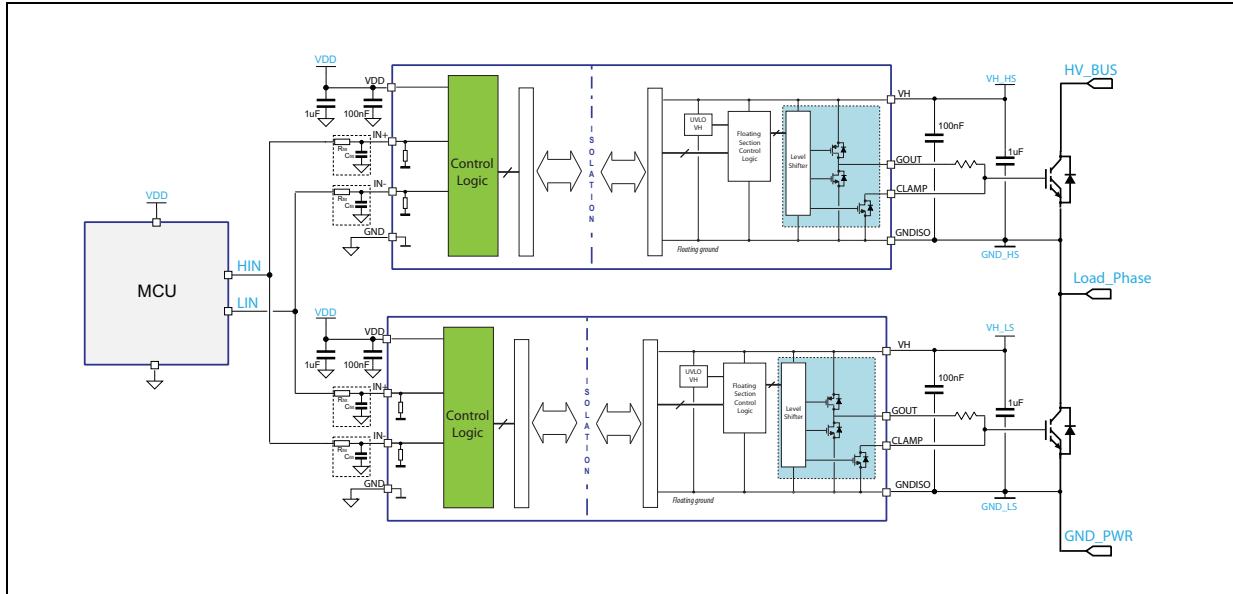 VDD
VDD
1uF
100nF
IN+
IN-
GND
Control
Logic
ISOLATION
UVLO
VH
Floating
Section
Control
Logic
Level
Shifter
Floating ground
VH
GOUT
CLAMP
GNDISO
100nF
VH_HS
1uF
GND_HS
HV_BUS
VDD
MCU
HIN
LIN
Load_Phase
VDD
VDD
1uF
100nF
IN+
IN-
GND
Control
Logic
ISOLATION
UVLO
VH
Floating
Section
Control
Logic
Level
Shifter
Floating ground
VH
GOUT
CLAMP
GNDISO
100nF
VH_LS
1uF
GND_LS
GND_PWR